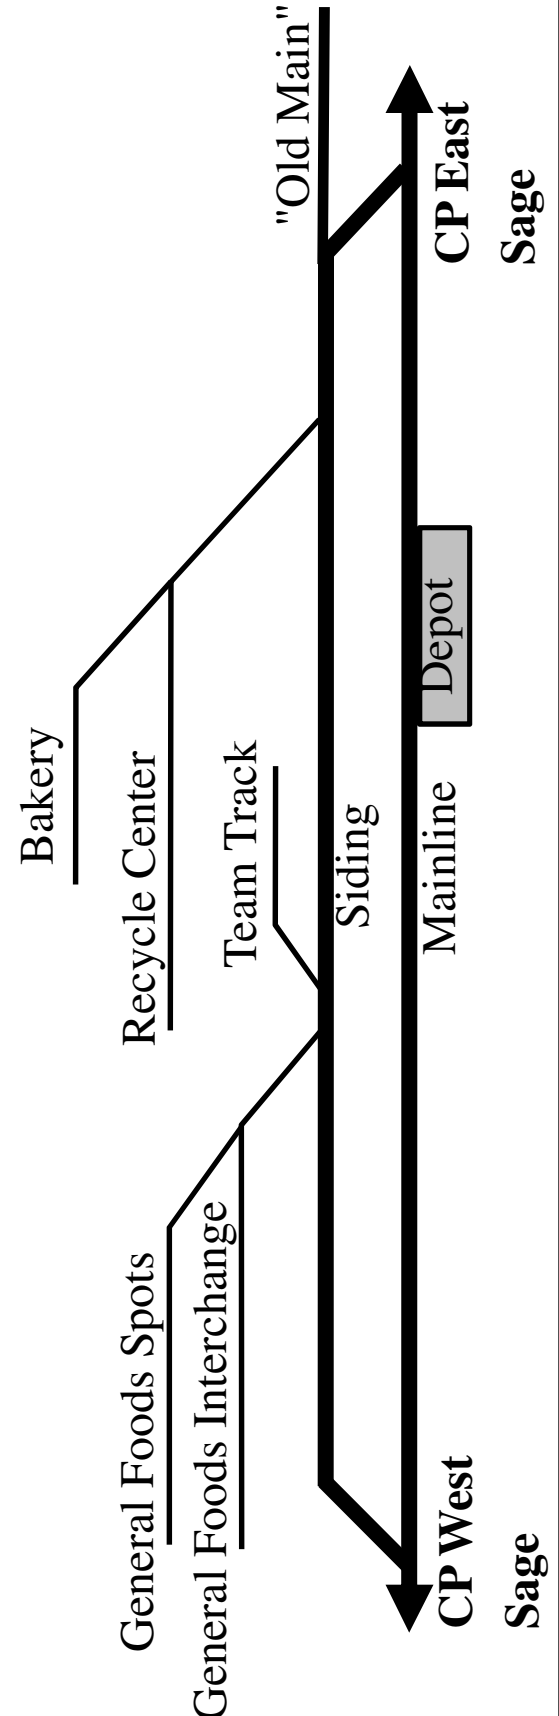 "Old Main"
Bakery
Recycle Center
Team Track
General Foods Spots
General Foods Interchange
Siding
Depot
Mainline
CP West
Sage
CP East
Sage